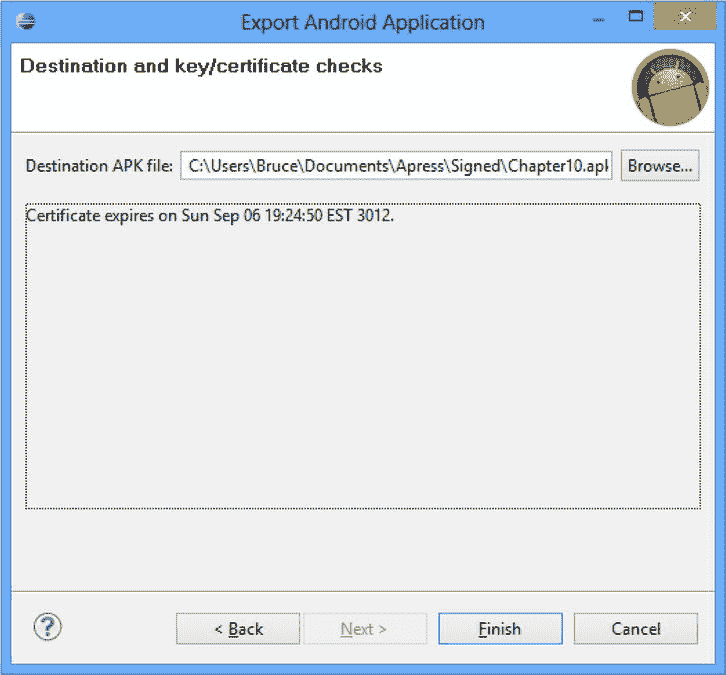 Export Android Application
Destination and key/certificate checks
Destination APK file: C:\Users\Bruce\Documents\Apress\Signed\Chapter10.apk Browse...
Certificate expires on Sun Sep 06 19:24:50 EST 3012.
? < Back Next > Finish Cancel